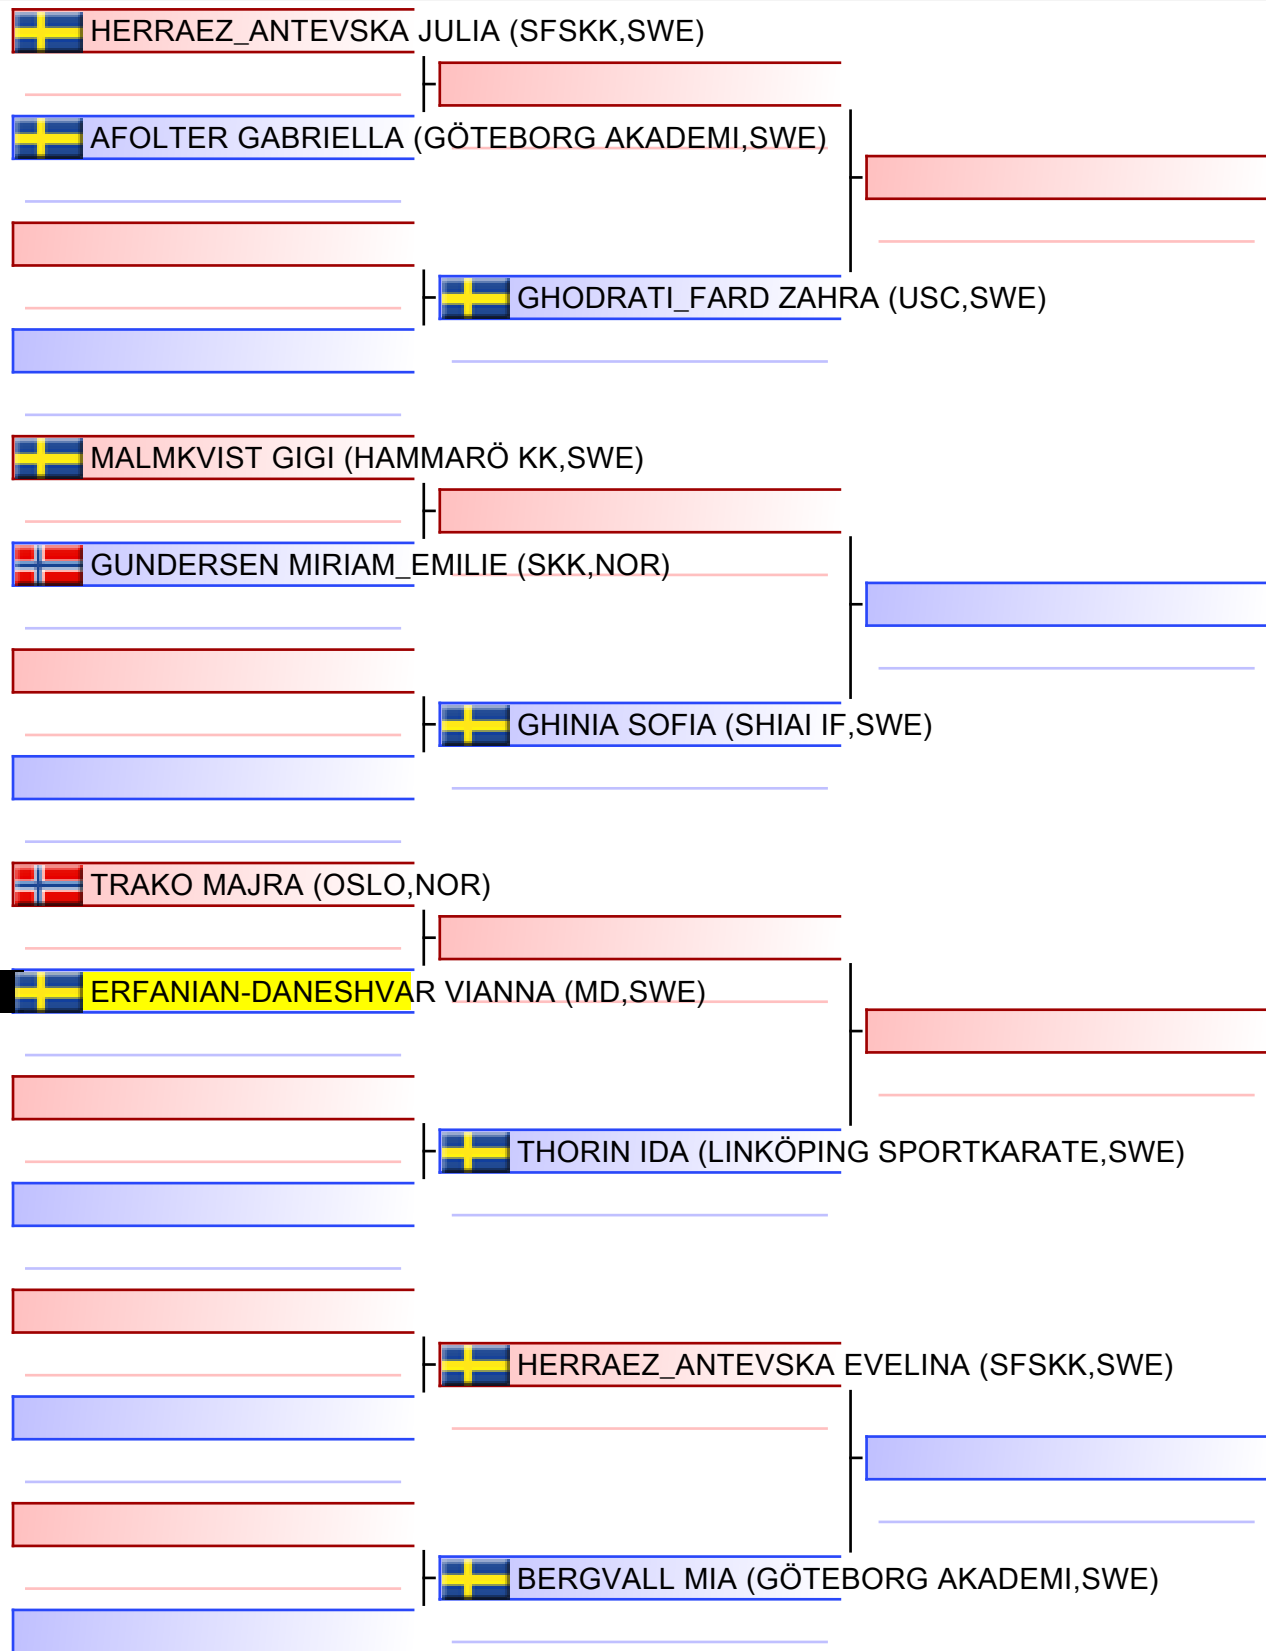 HERRAEZ_ANTEVSKA JULIA (SFSKK,SWE)
AFOLTER GABRIELLA (GÖTEBORG AKADEMI,SWE)
GHODRATI_FARD ZAHRA (USC,SWE)
MALMKVIST GIGI (HAMMARÖ KK,SWE)
GUNDERSEN MIRIAM_EMILIE (SKK,NOR)
GHINIA SOFIA (SHIAI IF,SWE)
TRAKO MAJRA (OSLO,NOR)
ERFANIAN-DANESHVAR VIANNA (MD,SWE)
THORIN IDA (LINKÖPING SPORTKARATE,SWE)
HERRAEZ_ANTEVSKA EVELINA (SFSKK,SWE)
BERGVALL MIA (GÖTEBORG AKADEMI,SWE)